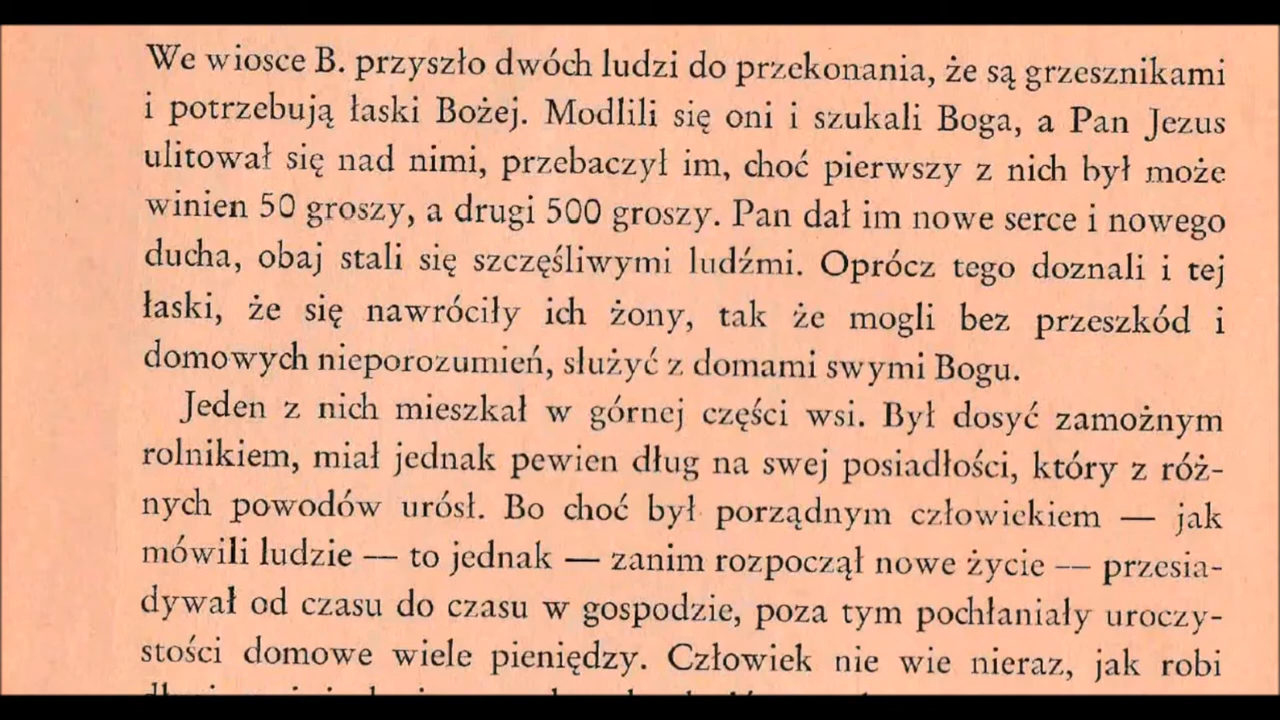 We wiosce B. przyszło dwóch ludzi do przekonania, że są grzesznikami
i potrzebują łaski Bożej. Modlili się oni i szukali Boga, a Pan Jezus
ulitował się nad nimi, przebaczył im, choć pierwszy z nich był może
winien 50 groszy, a drugi 500 groszy. Pan dał im nowe serce i nowego
ducha, obaj stali się szczęśliwymi ludźmi. Oprócz tego doznali i tej
łaski, że się nawróciły ich żony, tak że mogli bez przeszkód i
domowych nieporozumień, służyć z domami swymi Bogu.
Jeden z nich mieszkał w górnej części wsi. Był dosyć zamożnym
rolnikiem, miał jednak pewien dług na swej posiadłości, który z róż-
nych powodów urósł. Bo choć był porządnym człowiekiem — jak
mówili ludzie — to jednak — zanim rozpoczął nowe życie — przesia-
dywał od czasu do czasu w gospodzie, poza tym pochłaniały uroczy-
stości domowe wiele pieniędzy. Człowiek nie wie nieraz, jak robi